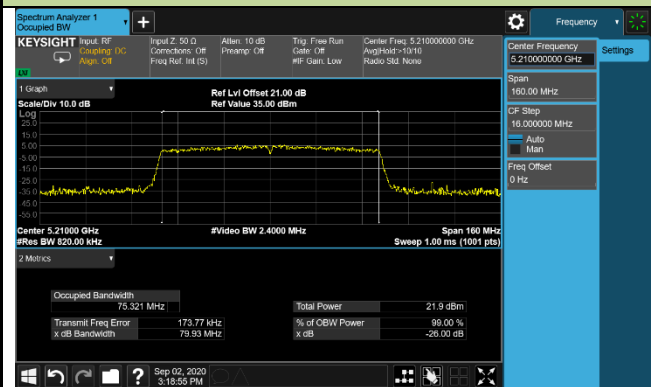 Spectrum Analyzer 1
Occupied BW
Frequency
KEYSIGHT
Input: RF
Coupling: DC
Align: Off
Input Z: 50 Ω
Corrections: Off
Freq Ref: Int (S)
Atten: 10 dB
Preamp: Off
Trig: Free Run
Gate: Off
#IF Gain: Low
Center Freq: 5.210000000 GHz
Avg|Hold:>10/10
Radio Std: None
Center Frequency
5.210000000 GHz
Settings
Span
160.00 MHz
CF Step
16.000000 MHz
Auto
Man
Freq Offset
0 Hz
1 Graph
Scale/Div 10.0 dB
Ref Lvl Offset 21.00 dB
Ref Value 35.00 dBm
Log
25.0
15.0
5.00
-5.00
-15.0
-25.0
-35.0
-45.0
-55.0
Center 5.21000 GHz
#Res BW 820.00 kHz
#Video BW 2.4000 MHz
Span 160 MHz
Sweep 1.00 ms (1001 pts)
2 Metrics
Occupied Bandwidth
75.321 MHz
Total Power
21.9 dBm
Transmit Freq Error
173.77 kHz
% of OBW Power
99.00 %
x dB Bandwidth
79.93 MHz
x dB
-26.00 dB
Sep 02, 2020
3:18:55 PM